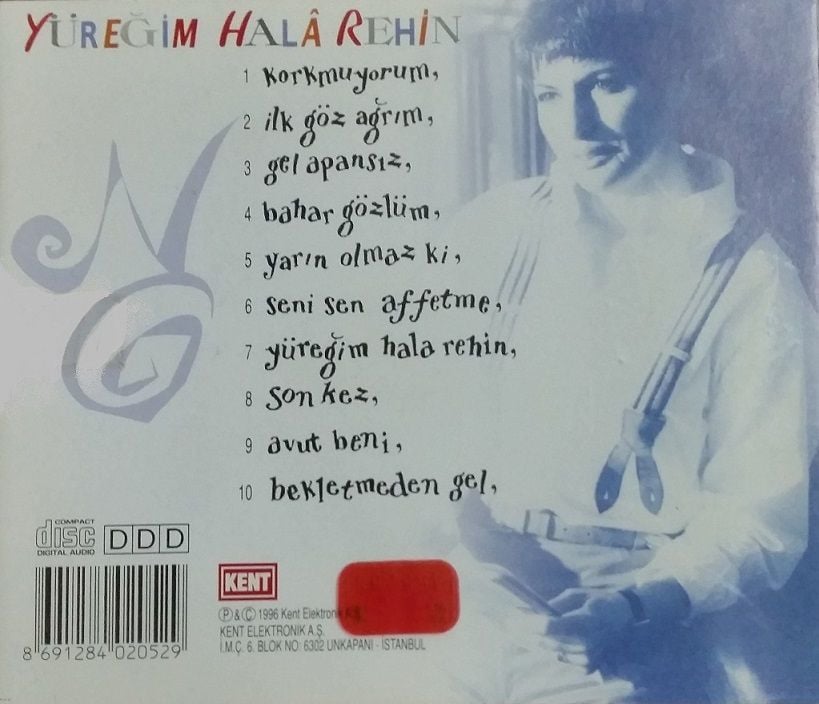 YÜREĞİM HALÂ REHİN
1 korkmuyorum,
2 ilk göz ağrım,
3 gel apansız,
4 bahar gözlüm,
5 yarın olmaz ki,
6 seni sen affetme,
7 yüreğim hala rehin,
8 son kez,
9 avut beni,
10 bekletmeden gel,
NG
COMPACT
disc
DIGITAL AUDIO
DDD
KENT
Ⓟ & © 1996 Kent Elektronik
KENT ELEKTRONIK A.Ş.
İ.M.Ç. 6. BLOK NO: 6302 UNKAPANI - İSTANBUL
8 691284 020529